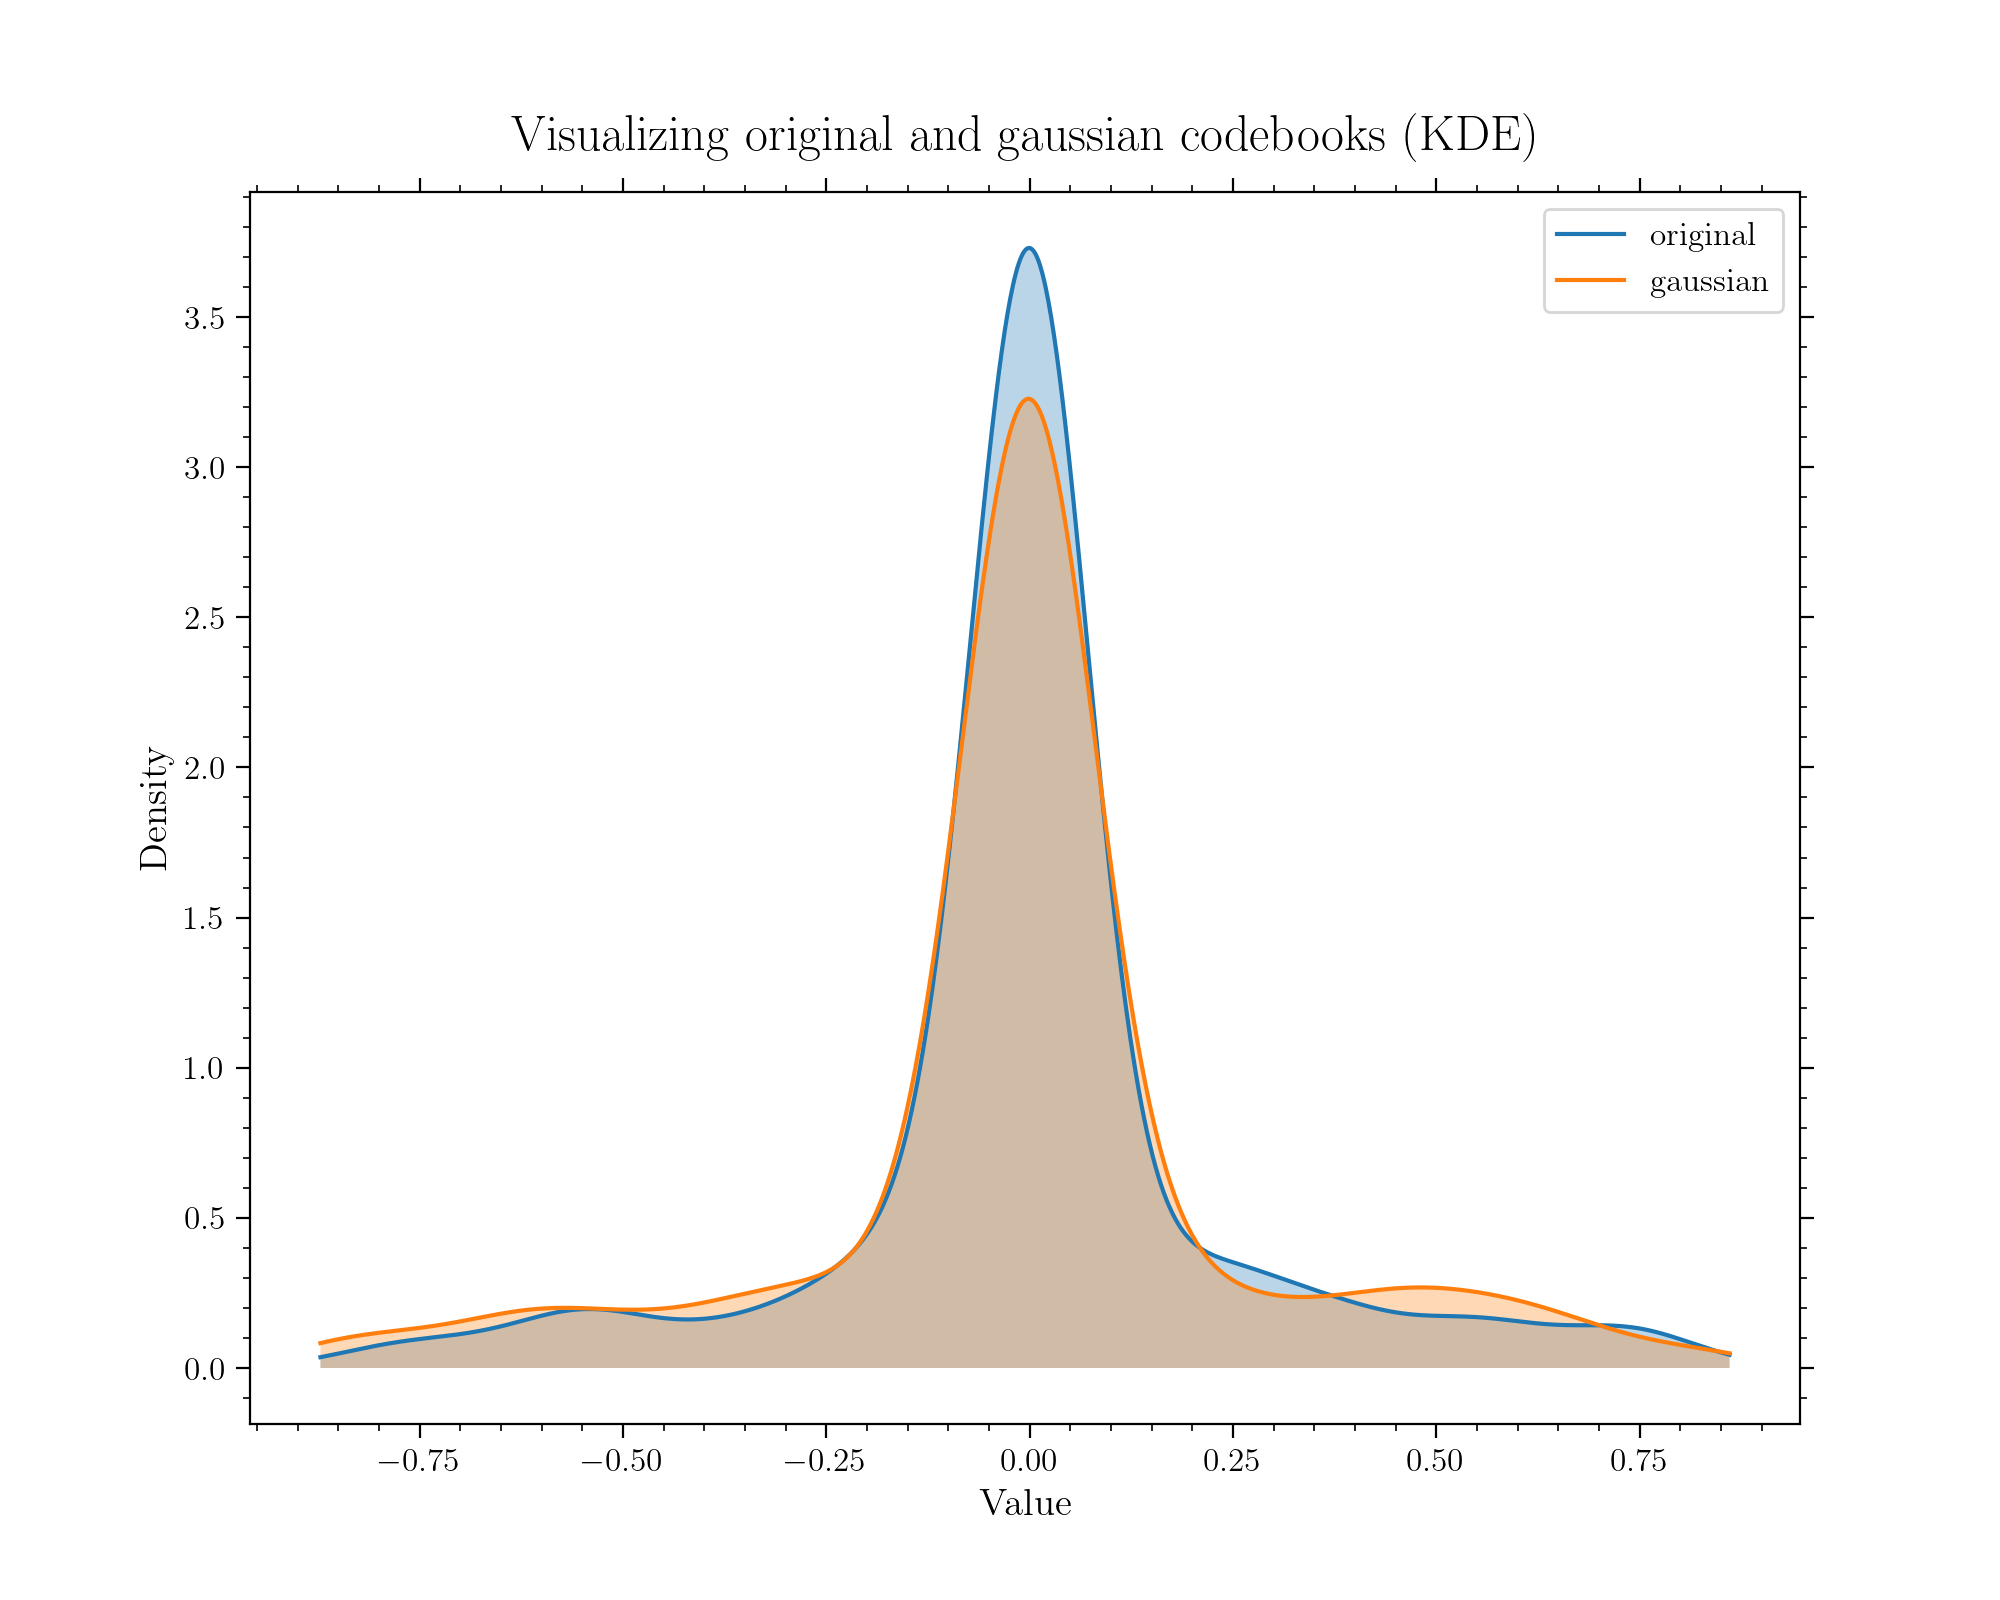 Visualizing original and gaussian codebooks (KDE)
original
gaussian
3.5
3.0
2.5
2.0
1.5
1.0
0.5
0.0
Density
−0.75 −0.50 −0.25 0.00 0.25 0.50 0.75
Value